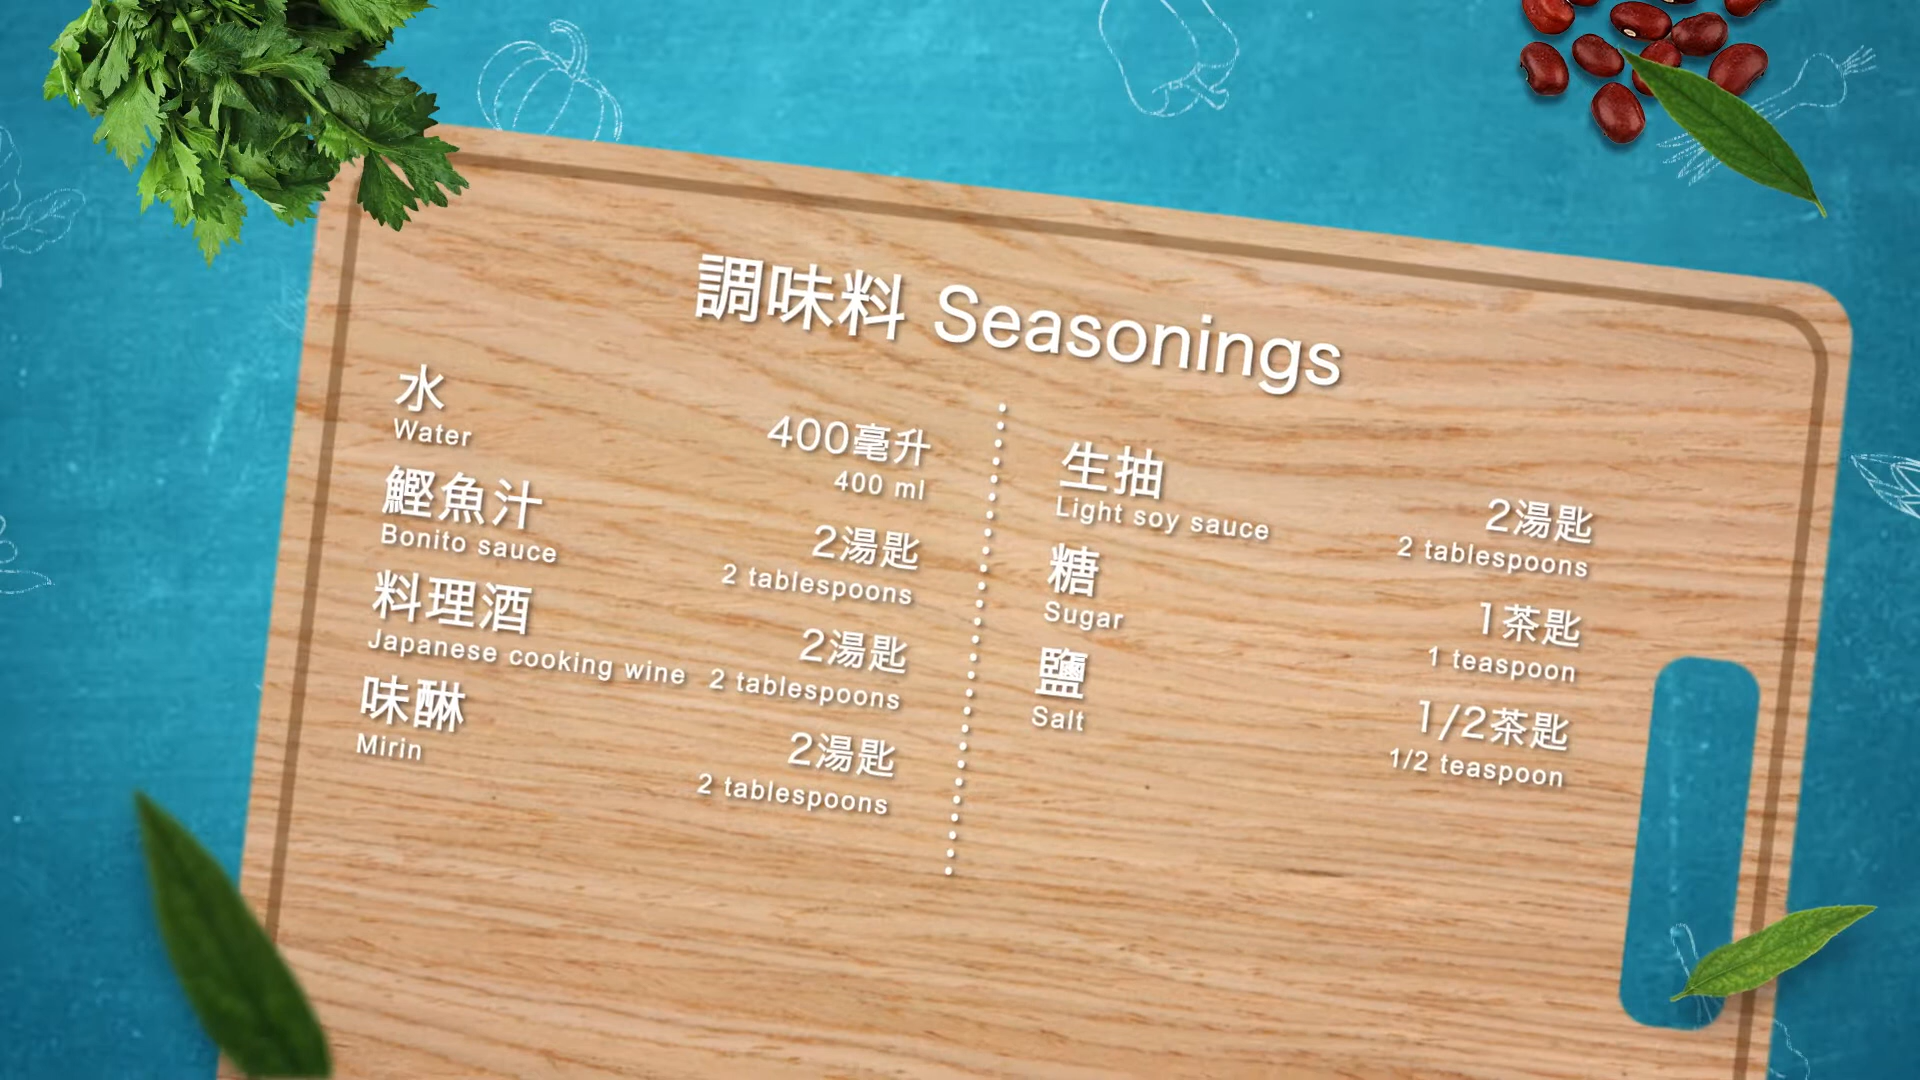 調味料 Seasonings
水
Water
400毫升
400 ml
鰹魚汁
Bonito sauce
2湯匙
2 tablespoons
料理酒
Japanese cooking wine
2湯匙
2 tablespoons
味醂
Mirin
2湯匙
2 tablespoons
生抽
Light soy sauce
2湯匙
2 tablespoons
糖
Sugar
1茶匙
1 teaspoon
鹽
Salt
1/2茶匙
1/2 teaspoon